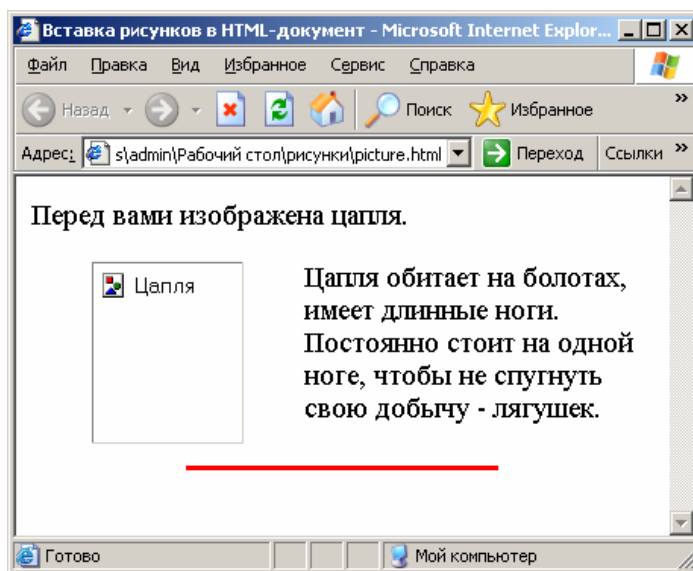 Вставка рисунков в HTML-документ - Microsoft Internet Explor...
Файл Правка Вид Избранное Сервис Справка
Назад Поиск Избранное »
Адрес: s\admin\Рабочий стол\рисунки\picture.html Переход Ссылки »
Перед вами изображена цапля.
Цапля
Цапля обитает на болотах,
имеет длинные ноги.
Постоянно стоит на одной
ноге, чтобы не спугнуть
свою добычу - лягушек.
Готово Мой компьютер